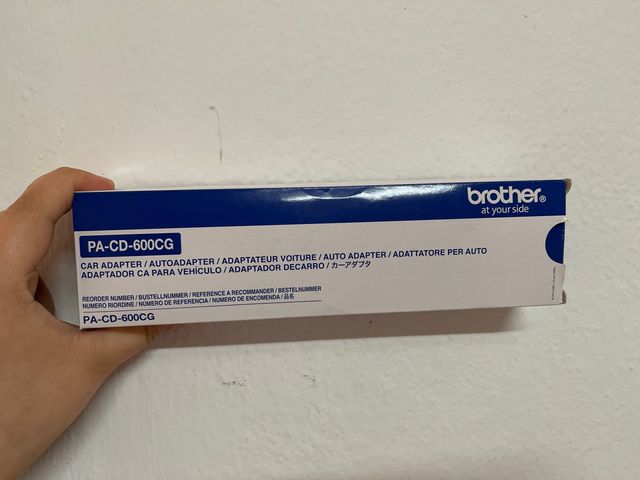 brother®
at your side
PA-CD-600CG
CAR ADAPTER / AUTOADAPTER / ADAPTATEUR VOITURE / AUTO ADAPTER / ADATTATORE PER AUTO
ADAPTADOR CA PARA VEHÍCULO / ADAPTADOR DECARRO / カーアダプタ
REORDER NUMBER / BUSTELLNUMMER / REFERENCE A RECOMMANDER / BESTELNUMMER
NUMERO RIORDINE / NÚMERO DE REFERENCIA / NÚMERO DE ENCOMENDA / 品名
PA-CD-600CG